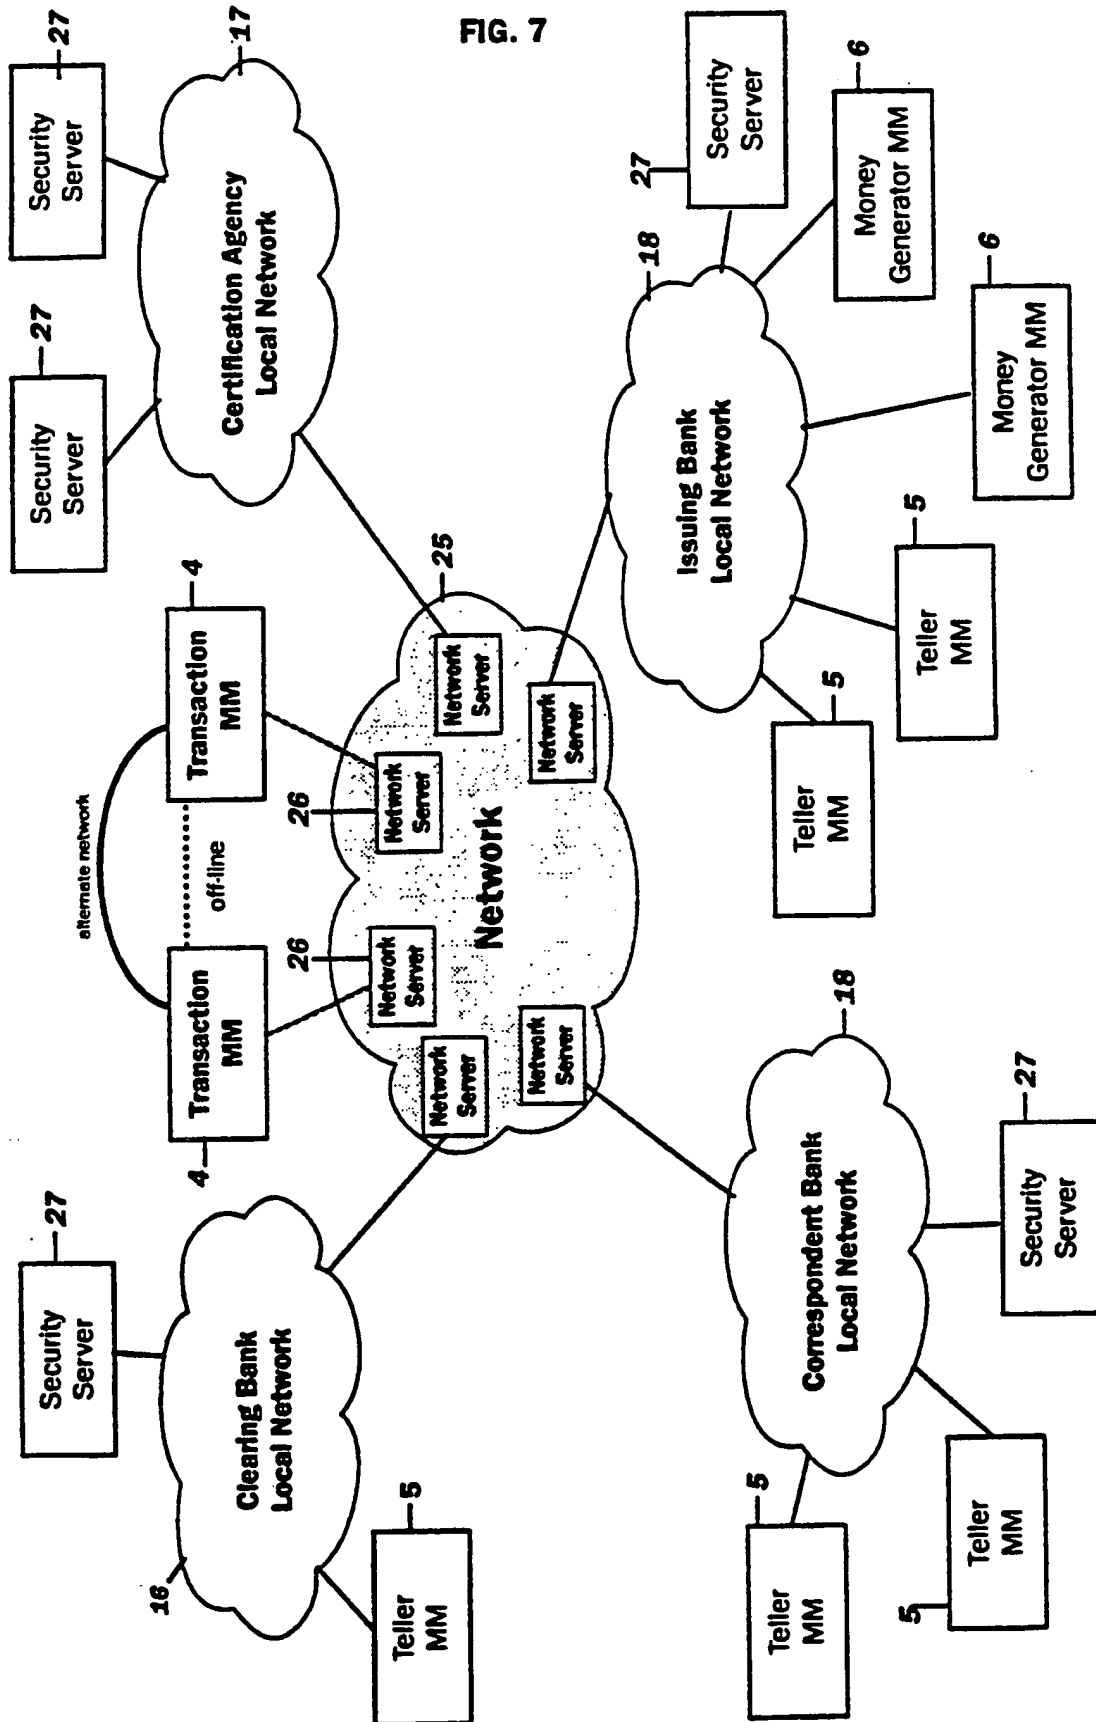 FIG. 7
Security
Server
27
Security
Server
27
17
Certification Agency
Local Network
alternate network
off-line
Transaction
MM
4
Transaction
MM
4
Security
Server
27
Clearing Bank
Local Network
16
Teller
MM
5
25
Network
Network
Server
26
Network
Server
26
Network
Server
Network
Server
Network
Server
Network
Server
Issuing Bank
Local Network
18
Security
Server
27
Money
Generator MM
6
Money
Generator MM
6
Teller
MM
5
Teller
MM
5
Correspondent Bank
Local Network
18
Security
Server
27
Teller
MM
5
Teller
MM
5